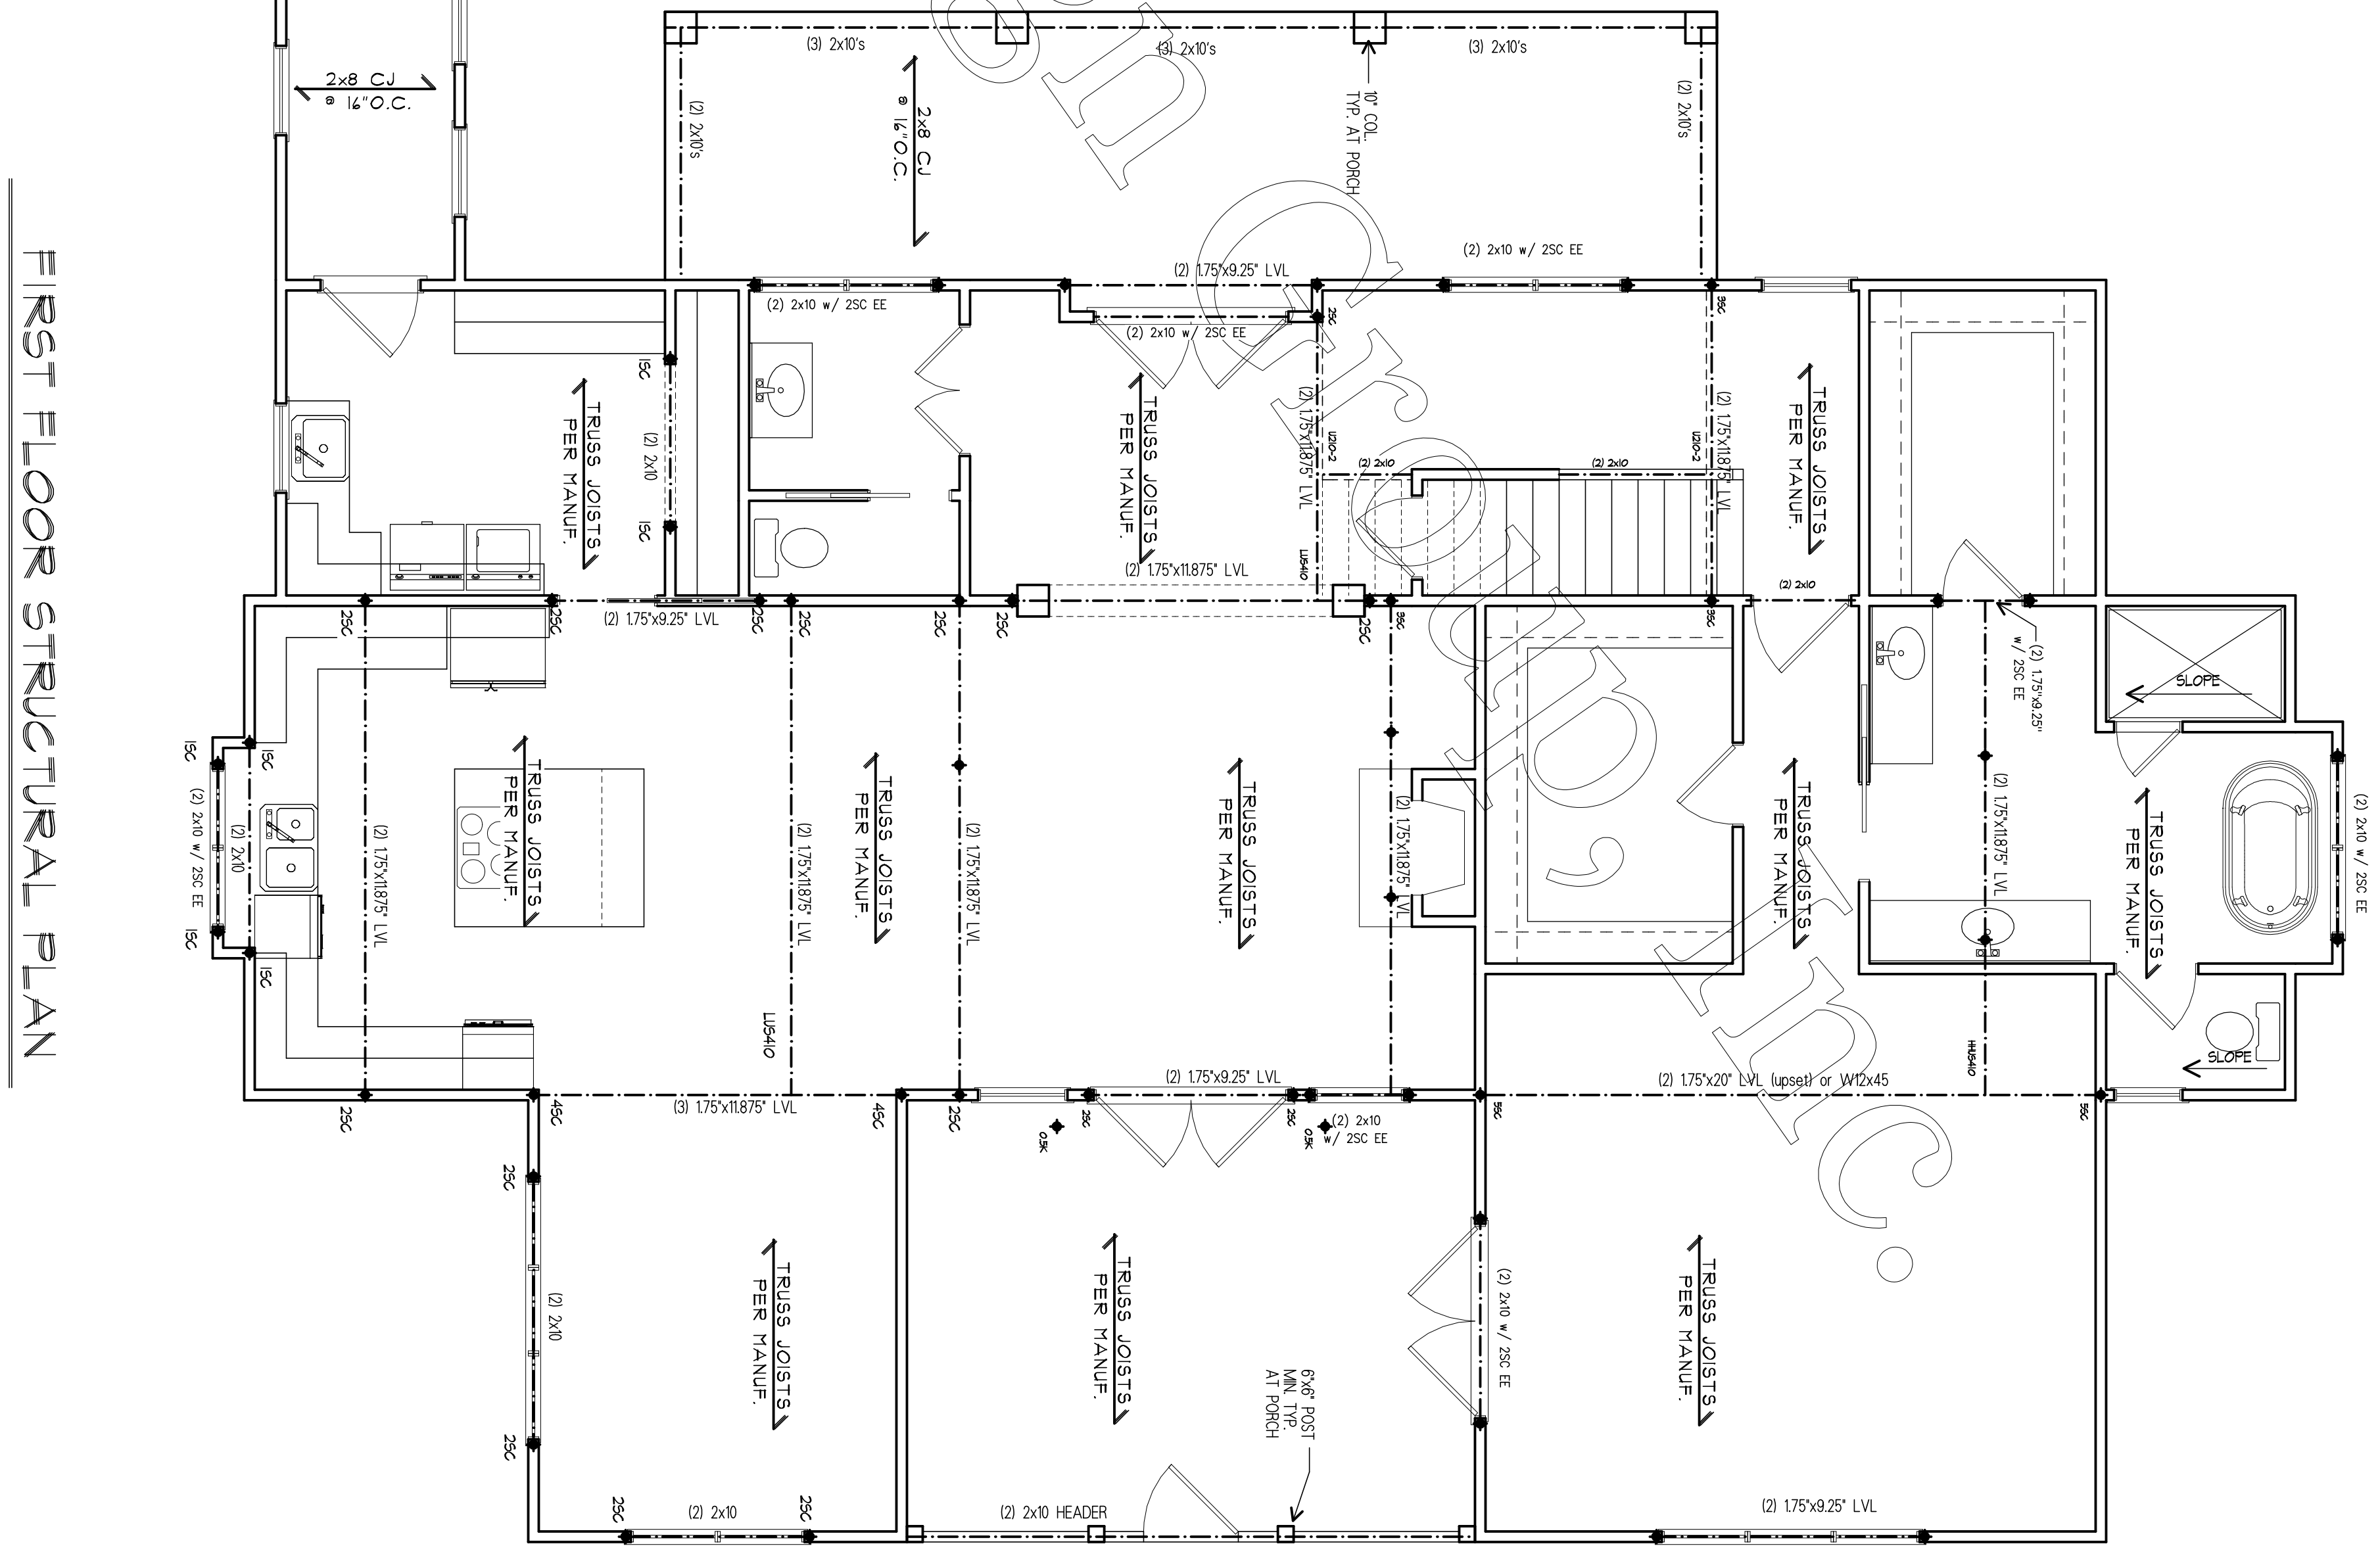 FIRST FLOOR STRUCTURAL PLAN
2x8 CJ
@ 16"O.C.
(3) 2x10's
(3) 2x10's
(3) 2x10's
(2) 2x10's
2x8 CJ
@ 16"O.C.
10" COL.
TYP. AT PORCH
(2) 2x10's
(2) 2x10 w/ 2SC EE
(2) 1.75"x9.25" LVL
(2) 2x10 w/ 2SC EE
(2) 2x10 w/ 2SC EE
2SC
3SC
1SC
(2) 2x10
1SC
TRUSS JOISTS
PER MANUF.
TRUSS JOISTS
PER MANUF.
(2) 1.75"x11.875" LVL
U210-2
LUS410
(2) 2x10
(2) 2x10
U210-2
(2) 1.75"x11.875" LVL
TRUSS JOISTS
PER MANUF.
(2) 1.75"x11.875" LVL
(2) 2x10
2SC
2SC
(2) 1.75"x9.25" LVL
2SC
2SC
2SC
2SC
2SC
3SC
3SC
(2) 1.75"x9.25"
w/ 2SC EE
SLOPE
1SC
1SC
(2) 2x10 w/ 2SC EE
(2) 2x10
1SC
1SC
(2) 1.75"x11.875" LVL
TRUSS JOISTS
PER MANUF.
(2) 1.75"x11.875" LVL
TRUSS JOISTS
PER MANUF.
(2) 1.75"x11.875" LVL
TRUSS JOISTS
PER MANUF.
(2) 1.75"x11.875" LVL
TRUSS JOISTS
PER MANUF.
(2) 1.75"x11.875" LVL
TRUSS JOISTS
PER MANUF.
(2) 2x10 w/ 2SC EE
LUS410
HHUS410
SLOPE
2SC
4SC
(3) 1.75"x11.875" LVL
4SC
2SC
(2) 1.75"x9.25" LVL
2SC
2SC
0.5K
0.5K
(2) 2x10
w/ 2SC EE
(2) 1.75"x20" LVL (upset) or W12x45
5SC
5SC
2SC
(2) 2x10
2SC
TRUSS JOISTS
PER MANUF.
TRUSS JOISTS
PER MANUF.
6"x6" POST
MIN. TYP.
AT PORCH
(2) 2x10 w/ 2SC EE
TRUSS JOISTS
PER MANUF.
2SC
(2) 2x10
2SC
(2) 2x10 HEADER
(2) 1.75"x9.25" LVL
n Group, Inc.